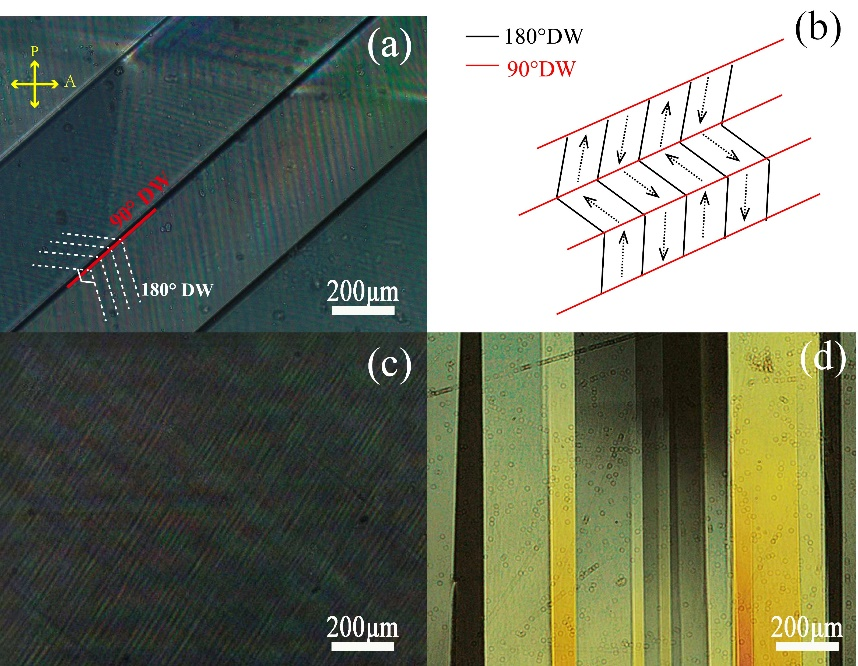 (a)
P
A
90° DW
180° DW
200μm
(b)
180°DW
90°DW
(c)
200μm
(d)
200μm